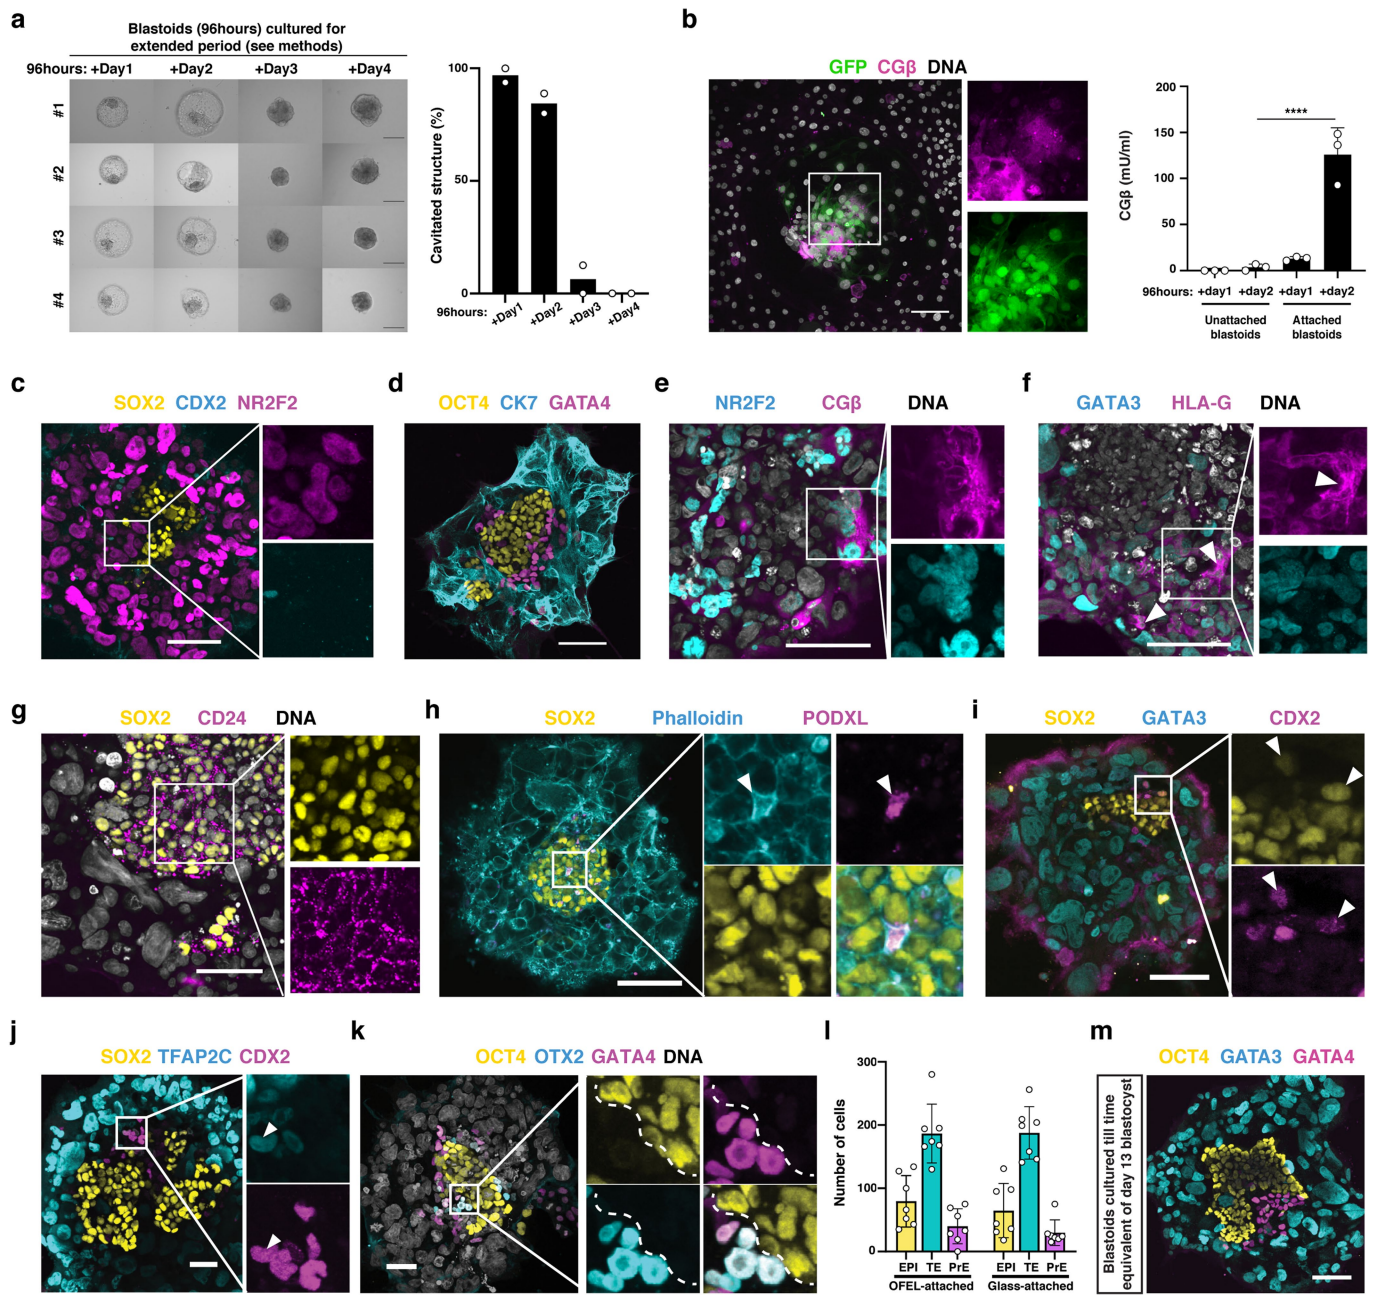 a
Blastoids (96hours) cultured for
extended period (see methods)
96hours: +Day1 +Day2 +Day3 +Day4
#1
#2
#3
#4
Cavitated structure (%)
100
50
0
96hours: +Day1 +Day2 +Day3 +Day4
b
GFP CGβ DNA
CGβ (mU/ml)
200
150
100
50
0
****
96hours: +day1 +day2 +day1 +day2
Unattached Attached
blastoids blastoids
c
SOX2 CDX2 NR2F2
d
OCT4 CK7 GATA4
e
NR2F2 CGβ DNA
f
GATA3 HLA-G DNA
g
SOX2 CD24 DNA
h
SOX2 Phalloidin PODXL
i
SOX2 GATA3 CDX2
j
SOX2 TFAP2C CDX2
k
OCT4 OTX2 GATA4 DNA
l
Number of cells
300
200
100
0
EPI TE PrE EPI TE PrE
OFEL-attached Glass-attached
m
OCT4 GATA3 GATA4
Blastoids cultured till time
equivalent of day 13 blastocyst